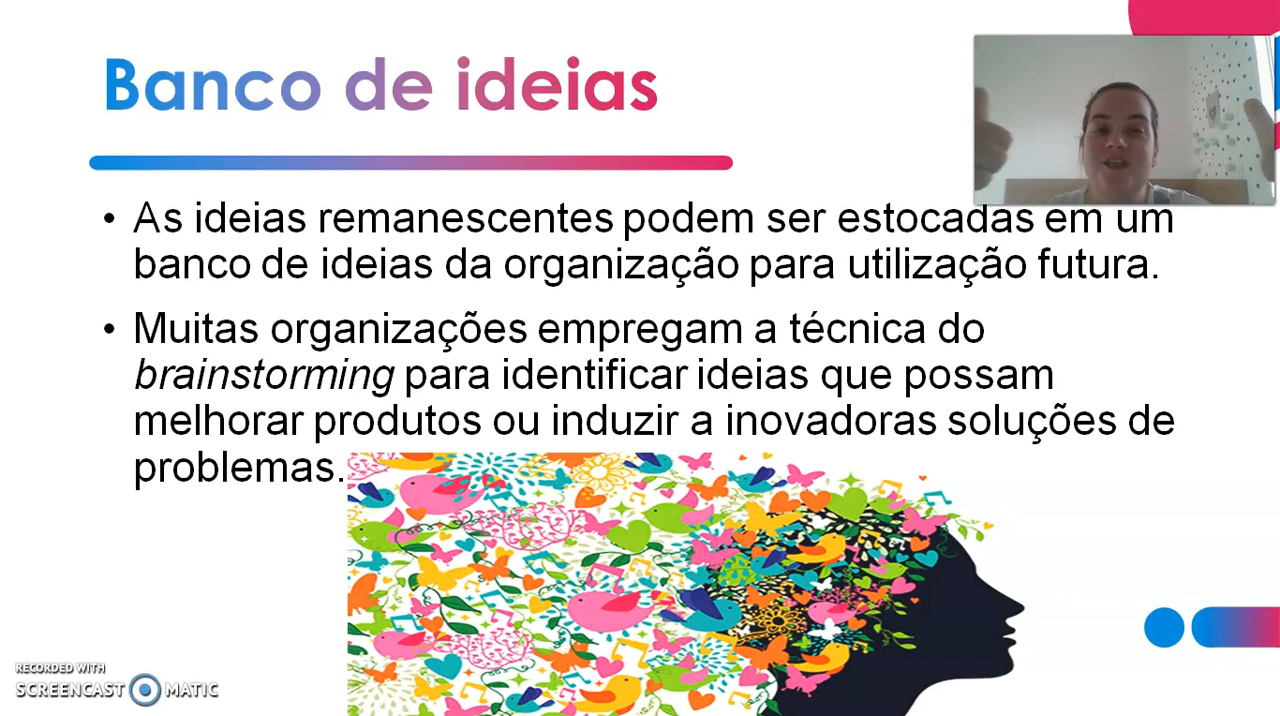 Banco de ideias
• As ideias remanescentes podem ser estocadas em um
banco de ideias da organização para utilização futura.
• Muitas organizações empregam a técnica do
brainstorming para identificar ideias que possam
melhorar produtos ou induzir a inovadoras soluções de
problemas.
RECORDED WITH
SCREENCAST MATIC